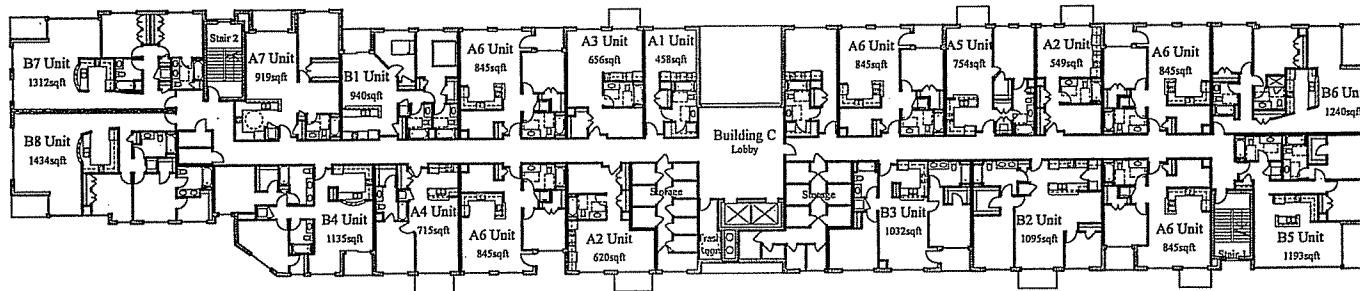 Stair 2
B7 Unit
1312sqft
A7 Unit
919sqft
B1 Unit
940sqft
A6 Unit
845sqft
A3 Unit
656sqft
A1 Unit
458sqft
A6 Unit
845sqft
A5 Unit
754sqft
A2 Unit
549sqft
A6 Unit
845sqft
B6 Un
1240sqf
B8 Unit
1434sqft
Building C
Lobby
B4 Unit
1135sqft
A4 Unit
715sqft
A6 Unit
845sqft
A2 Unit
620sqft
Storage
Storage
B3 Unit
1032sqft
B2 Unit
1095sqft
A6 Unit
845sqft
Stair 1
B5 Unit
1193sqft